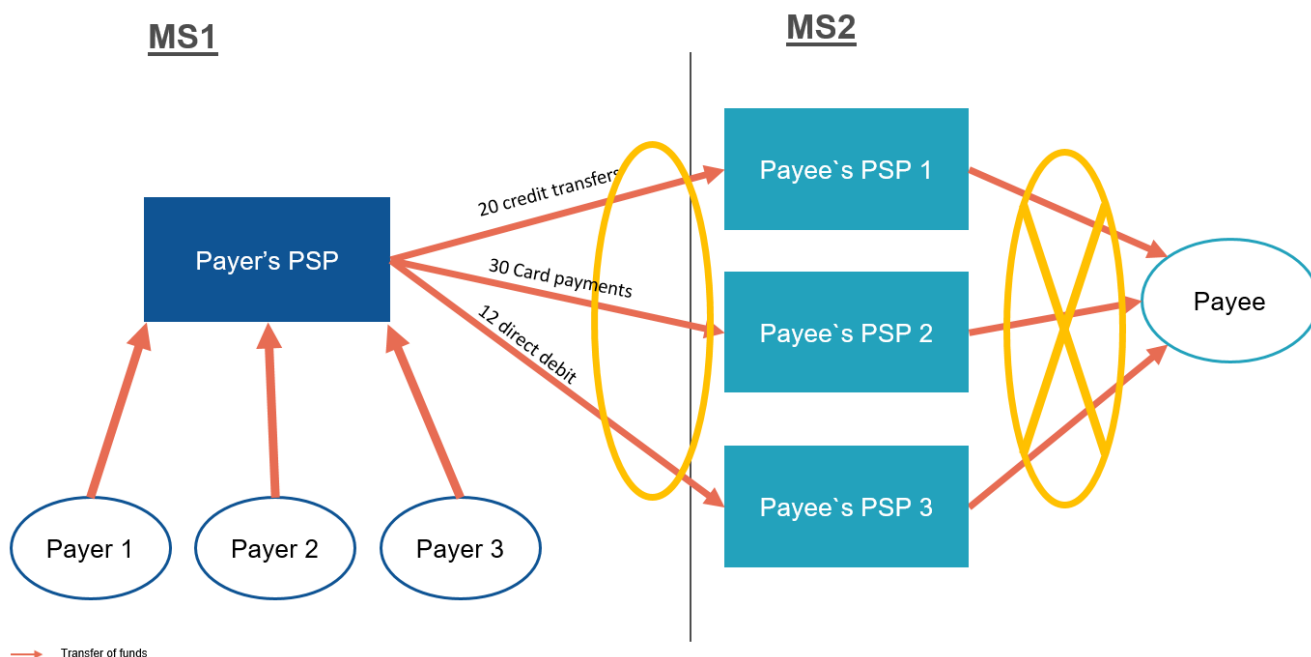 MS1
MS2
Payee`s PSP 1
20 credit transfers
Payer’s PSP
30 Card payments
Payee
12 direct debit
Payee`s PSP 2
Payee`s PSP 3
Payer 1
Payer 2
Payer 3
Transfer of funds